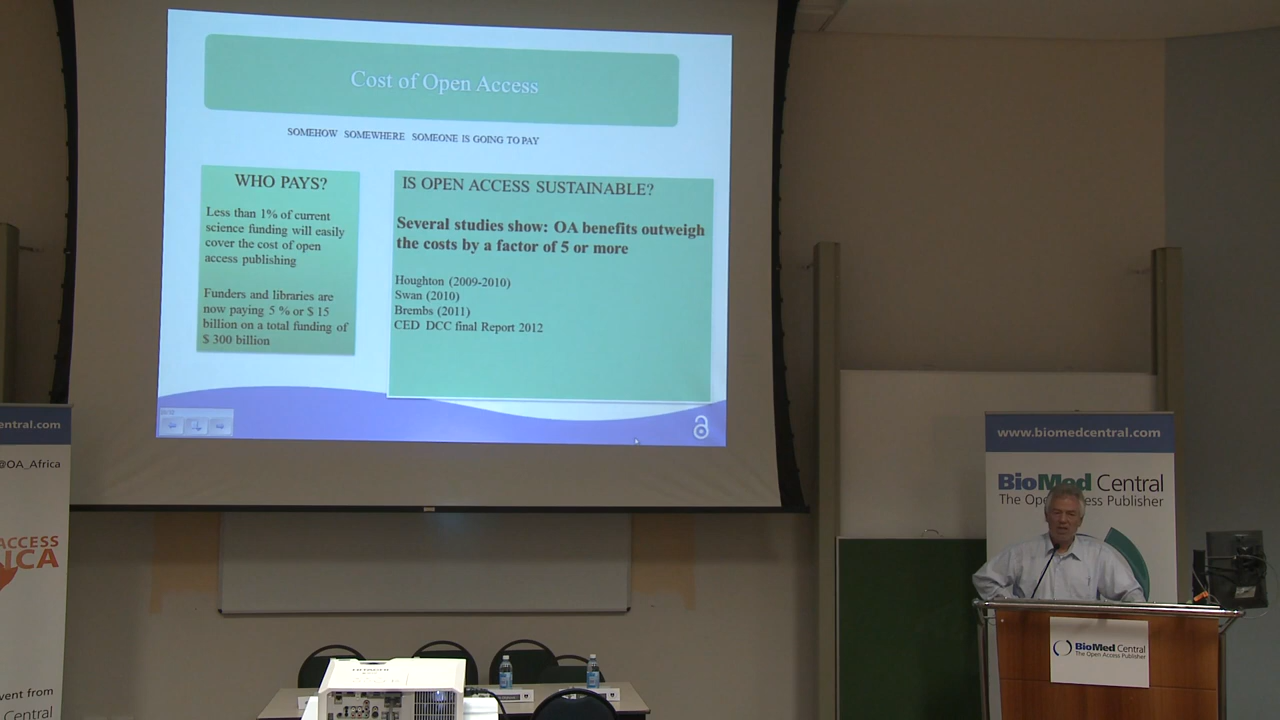 Cost of Open Access
SOMEHOW SOMEWHERE SOMEONE IS GOING TO PAY
WHO PAYS?
Less than 1% of current
science funding will easily
cover the cost of open
access publishing
Funders and libraries are
now paying 5 % or $ 15
billion on a total funding of
$ 300 billion
IS OPEN ACCESS SUSTAINABLE?
Several studies show: OA benefits outweigh
the costs by a factor of 5 or more
Houghton (2009-2010)
Swan (2010)
Brembs (2011)
CED DCC final Report 2012
entral.com
@OA_Africa
ACCESS
ICA
vent from
Central
www.biomedcentral.com
BioMed Central
The Open Access Publisher
BioMed Central
The Open Access Publisher
HITACHI